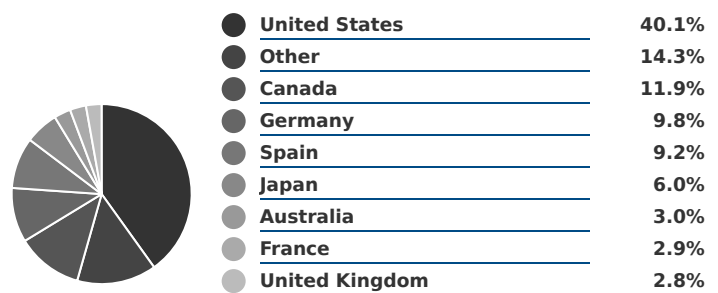 United States 40.1%
Other 14.3%
Canada 11.9%
Germany 9.8%
Spain 9.2%
Japan 6.0%
Australia 3.0%
France 2.9%
United Kingdom 2.8%